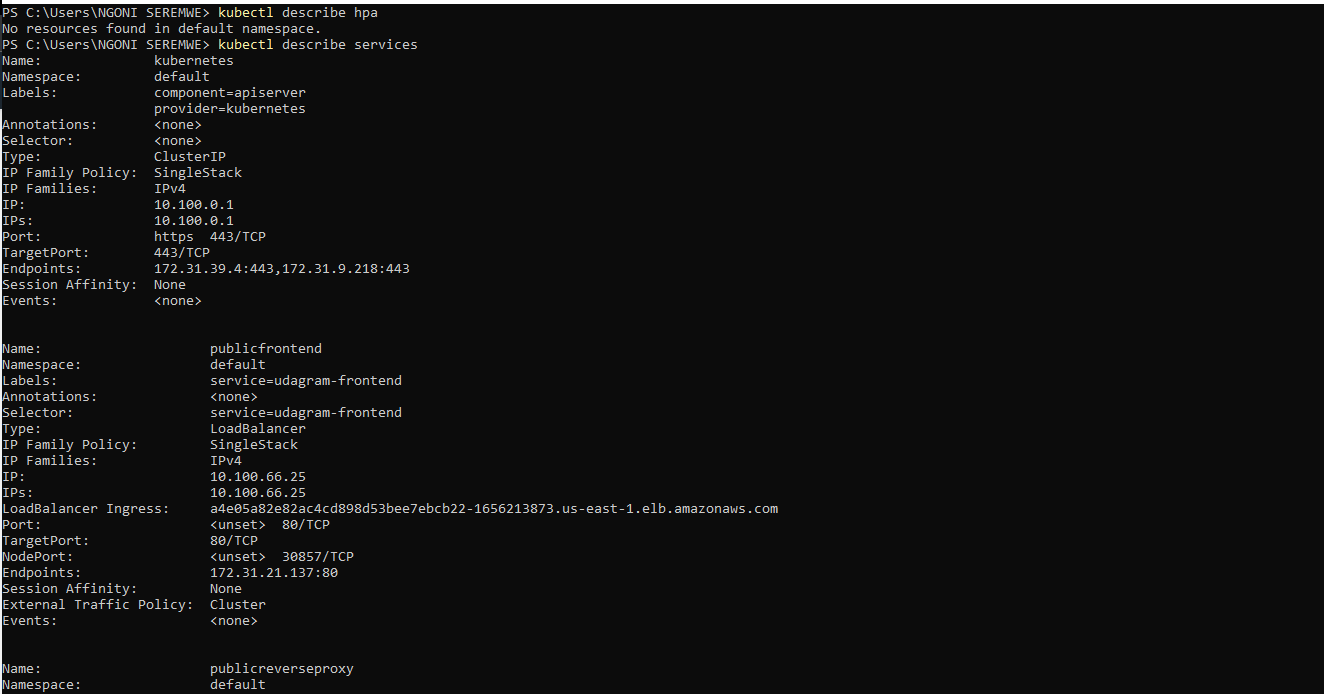 PS C:\Users\NGONI SEREMWE> kubectl describe hpa
No resources found in default namespace.
PS C:\Users\NGONI SEREMWE> kubectl describe services
Name:              kubernetes
Namespace:         default
Labels:            component=apiserver
                   provider=kubernetes
Annotations:       <none>
Selector:          <none>
Type:              ClusterIP
IP Family Policy:  SingleStack
IP Families:       IPv4
IP:                10.100.0.1
IPs:               10.100.0.1
Port:              https  443/TCP
TargetPort:        443/TCP
Endpoints:         172.31.39.4:443,172.31.9.218:443
Session Affinity:  None
Events:            <none>
Name:                     publicfrontend
Namespace:                default
Labels:                   service=udagram-frontend
Annotations:              <none>
Selector:                 service=udagram-frontend
Type:                     LoadBalancer
IP Family Policy:         SingleStack
IP Families:              IPv4
IP:                       10.100.66.25
IPs:                      10.100.66.25
LoadBalancer Ingress:     a4e05a82e82ac4cd898d53bee7ebcb22-1656213873.us-east-1.elb.amazonaws.com
Port:                     <unset>  80/TCP
TargetPort:               80/TCP
NodePort:                 <unset>  30857/TCP
Endpoints:                172.31.21.137:80
Session Affinity:         None
External Traffic Policy:  Cluster
Events:                   <none>
Name:                     publicreverseproxy
Namespace:                default